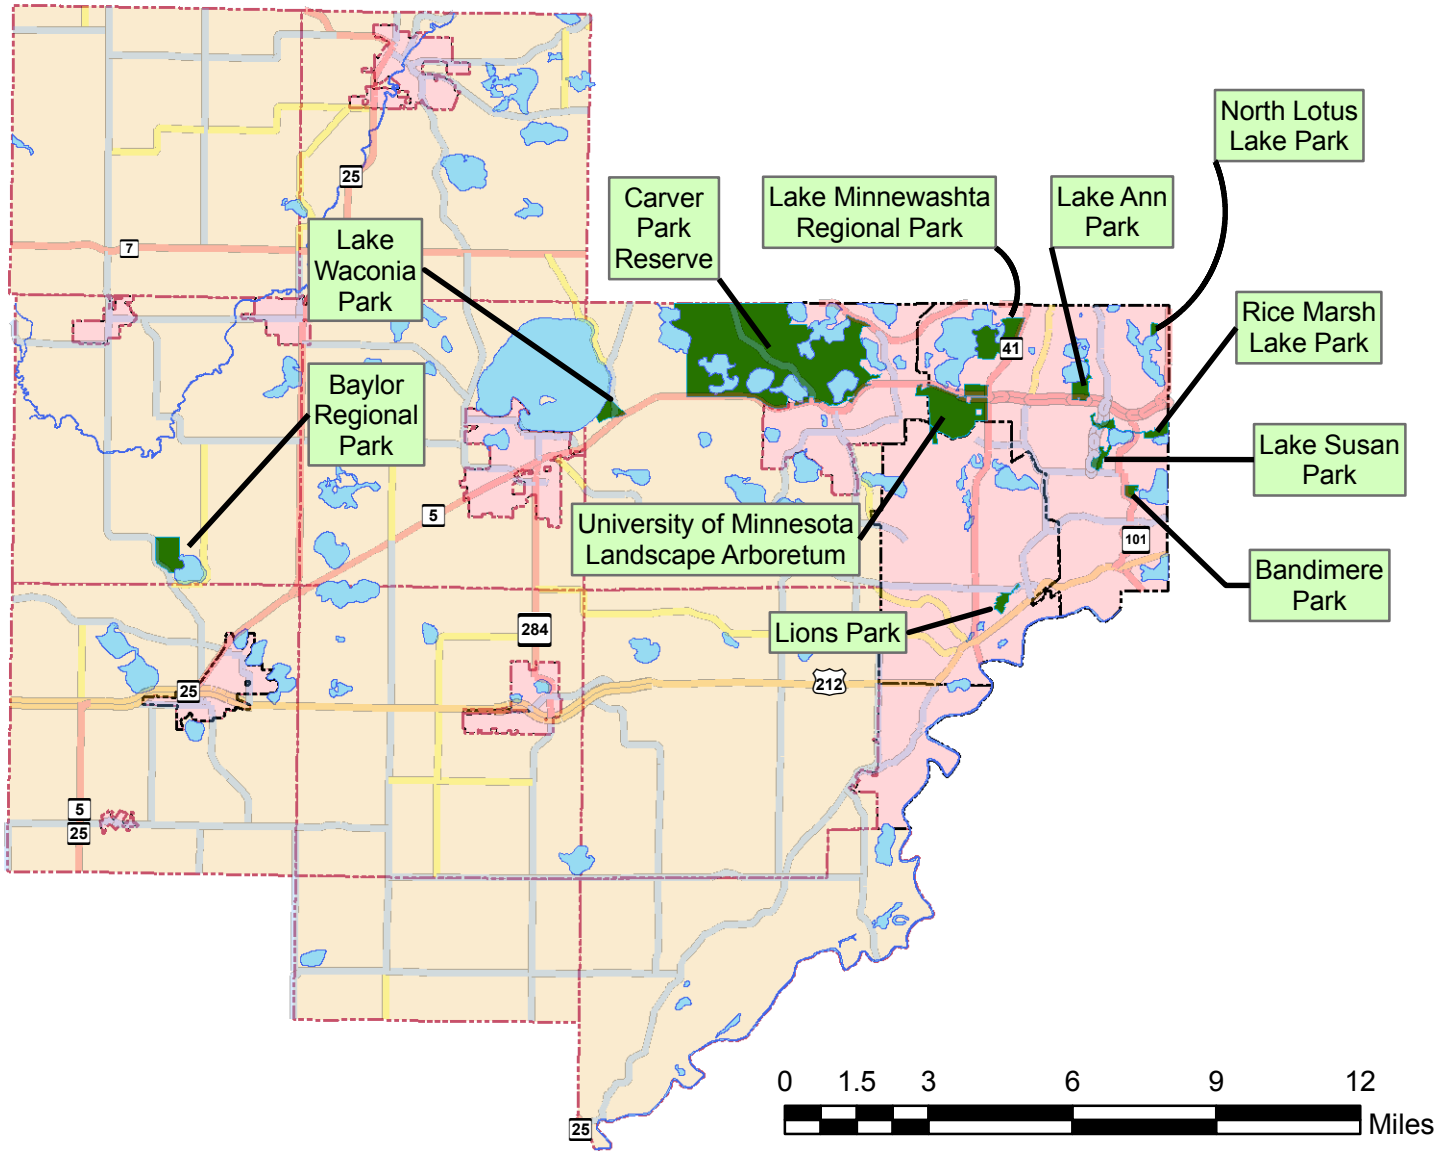 North Lotus
Lake Park
25
Carver
Park
Reserve
Lake Minnewashta
Regional Park
Lake Ann
Park
7
Lake
Waconia
Park
Rice Marsh
Lake Park
41
Baylor
Regional
Park
Lake Susan
Park
5
University of Minnesota
Landscape Arboretum
101
Bandimere
Park
284
Lions Park
212
25
5
25
0 1.5 3 6 9 12
Miles
25